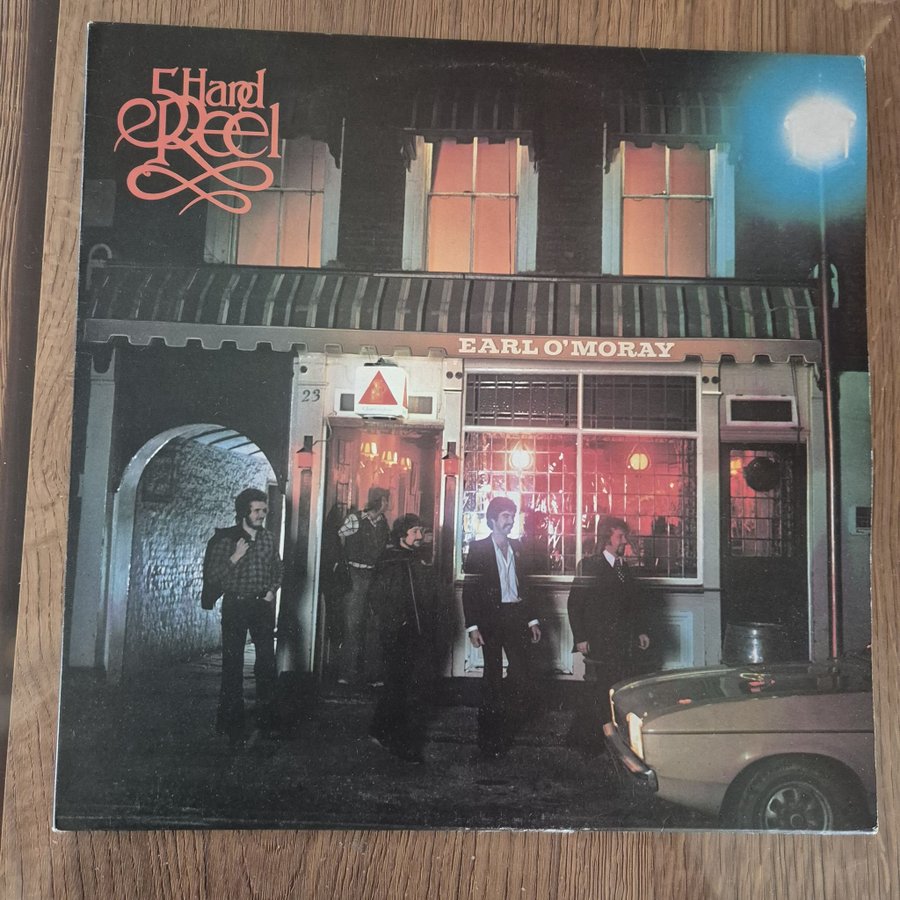 5 Hand
Reel
EARL O'MORAY
23